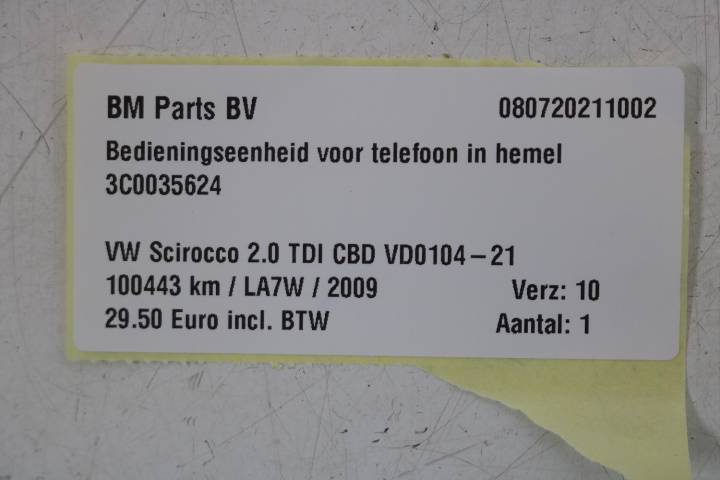 BM Parts BV 080720211002
Bedieningseenheid voor telefoon in hemel
3C0035624
VW Scirocco 2.0 TDI CBD VD0104-21
100443 km / LA7W / 2009 Verz: 10
29.50 Euro incl. BTW Aantal: 1